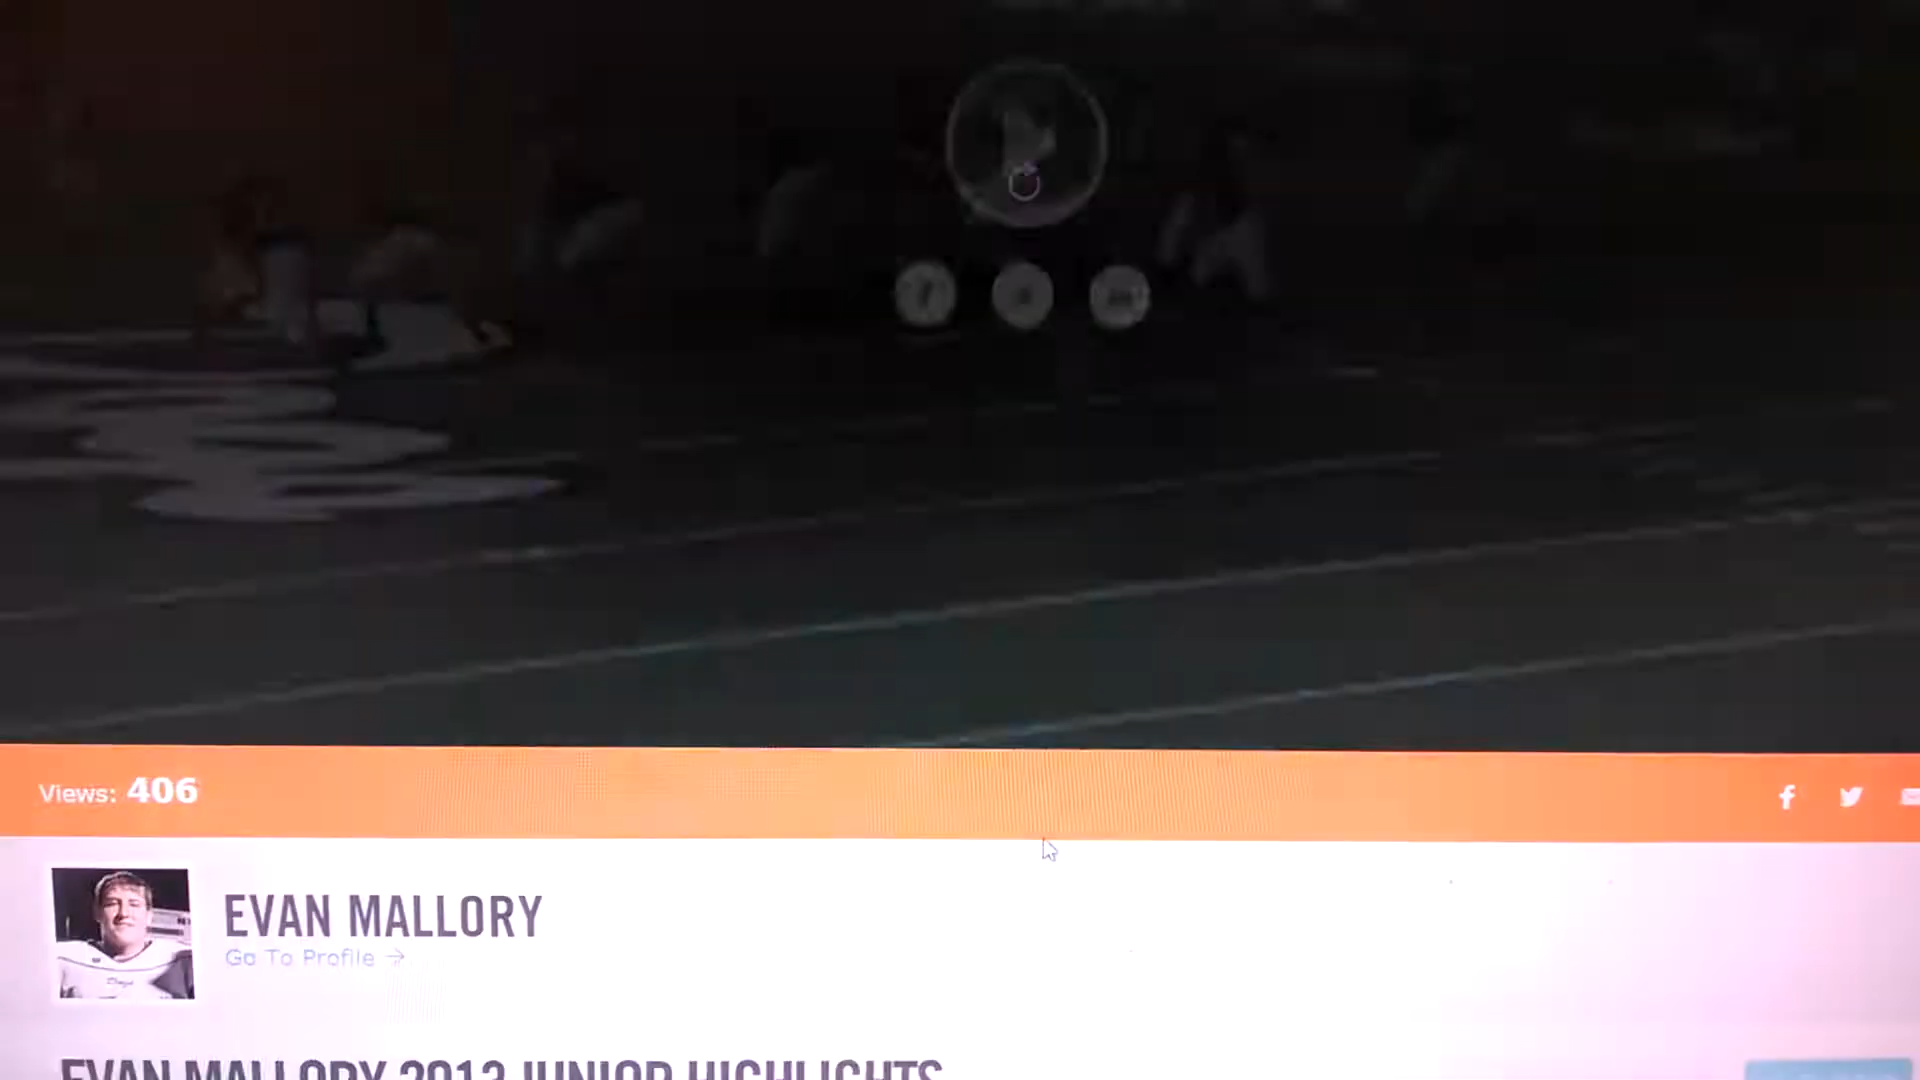 Views: 406
EVAN MALLORY
Go To Profile →
EVAN MALLORY 2013 JUNIOR HIGHLIGHTS